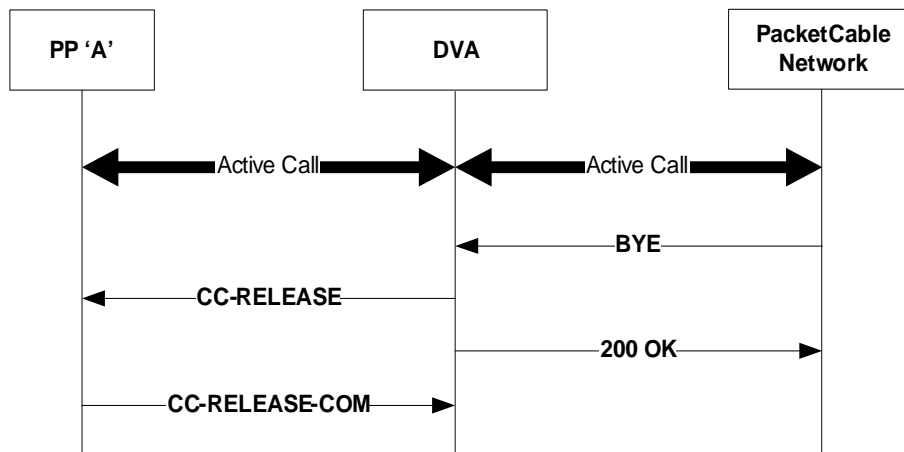 PP ‘A’
DVA
PacketCable
Network
Active Call
Active Call
BYE
CC-RELEASE
200 OK
CC-RELEASE-COM